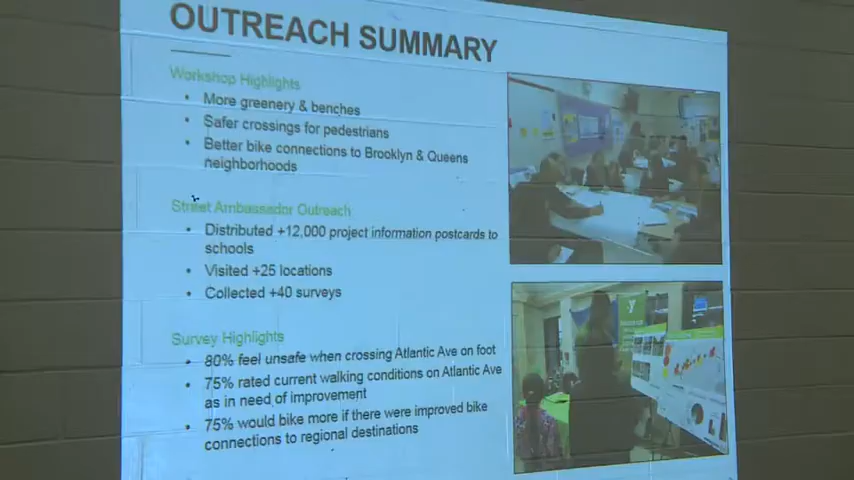 OUTREACH SUMMARY
Workshop Highlights
• More greenery & benches
• Safer crossings for pedestrians
• Better bike connections to Brooklyn & Queens
neighborhoods
Street Ambassador Outreach
• Distributed +12,000 project information postcards to
schools
• Visited +25 locations
• Collected +40 surveys
Survey Highlights
• 80% feel unsafe when crossing Atlantic Ave on foot
• 75% rated current walking conditions on Atlantic Ave
as in need of improvement
• 75% would bike more if there were improved bike
connections to regional destinations